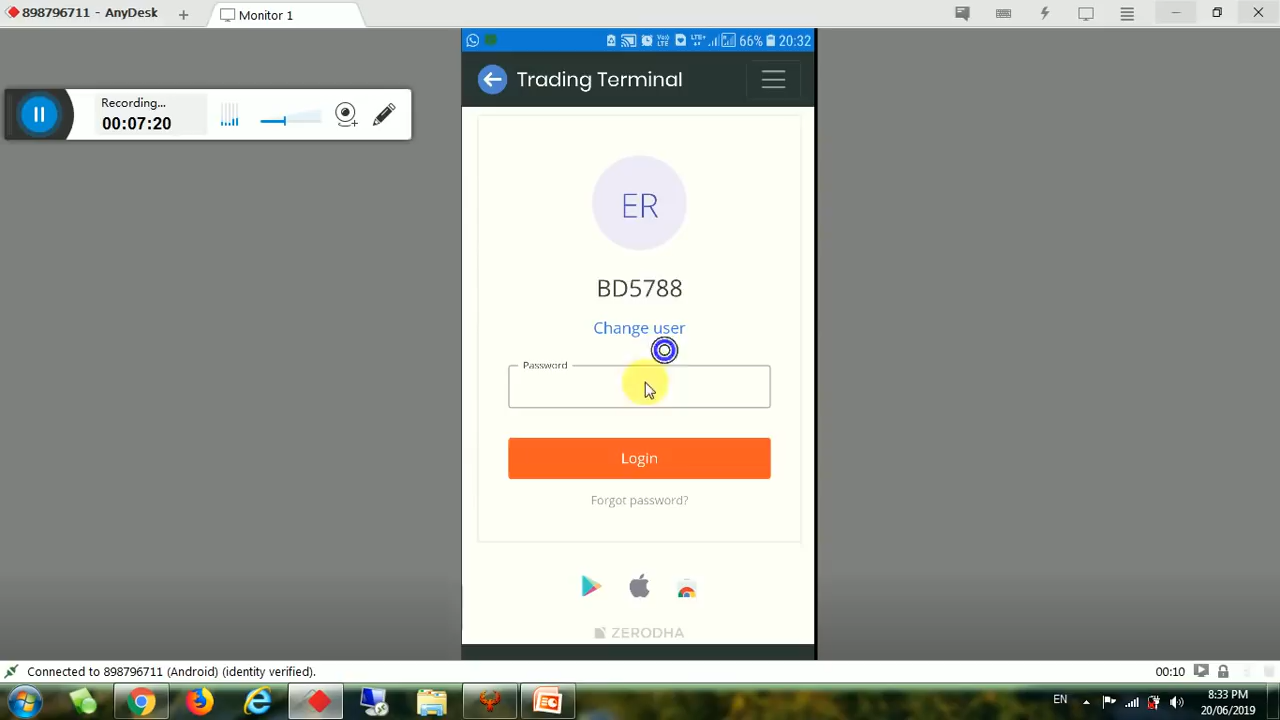 898796711 - AnyDesk
Monitor 1
Recording...
00:07:20
66% 20:32
Trading Terminal
ER
BD5788
Change user
Password
Login
Forgot password?
ZERODHA
Connected to 898796711 (Android) (identity verified).
00:10
EN
8:33 PM
20/06/2019